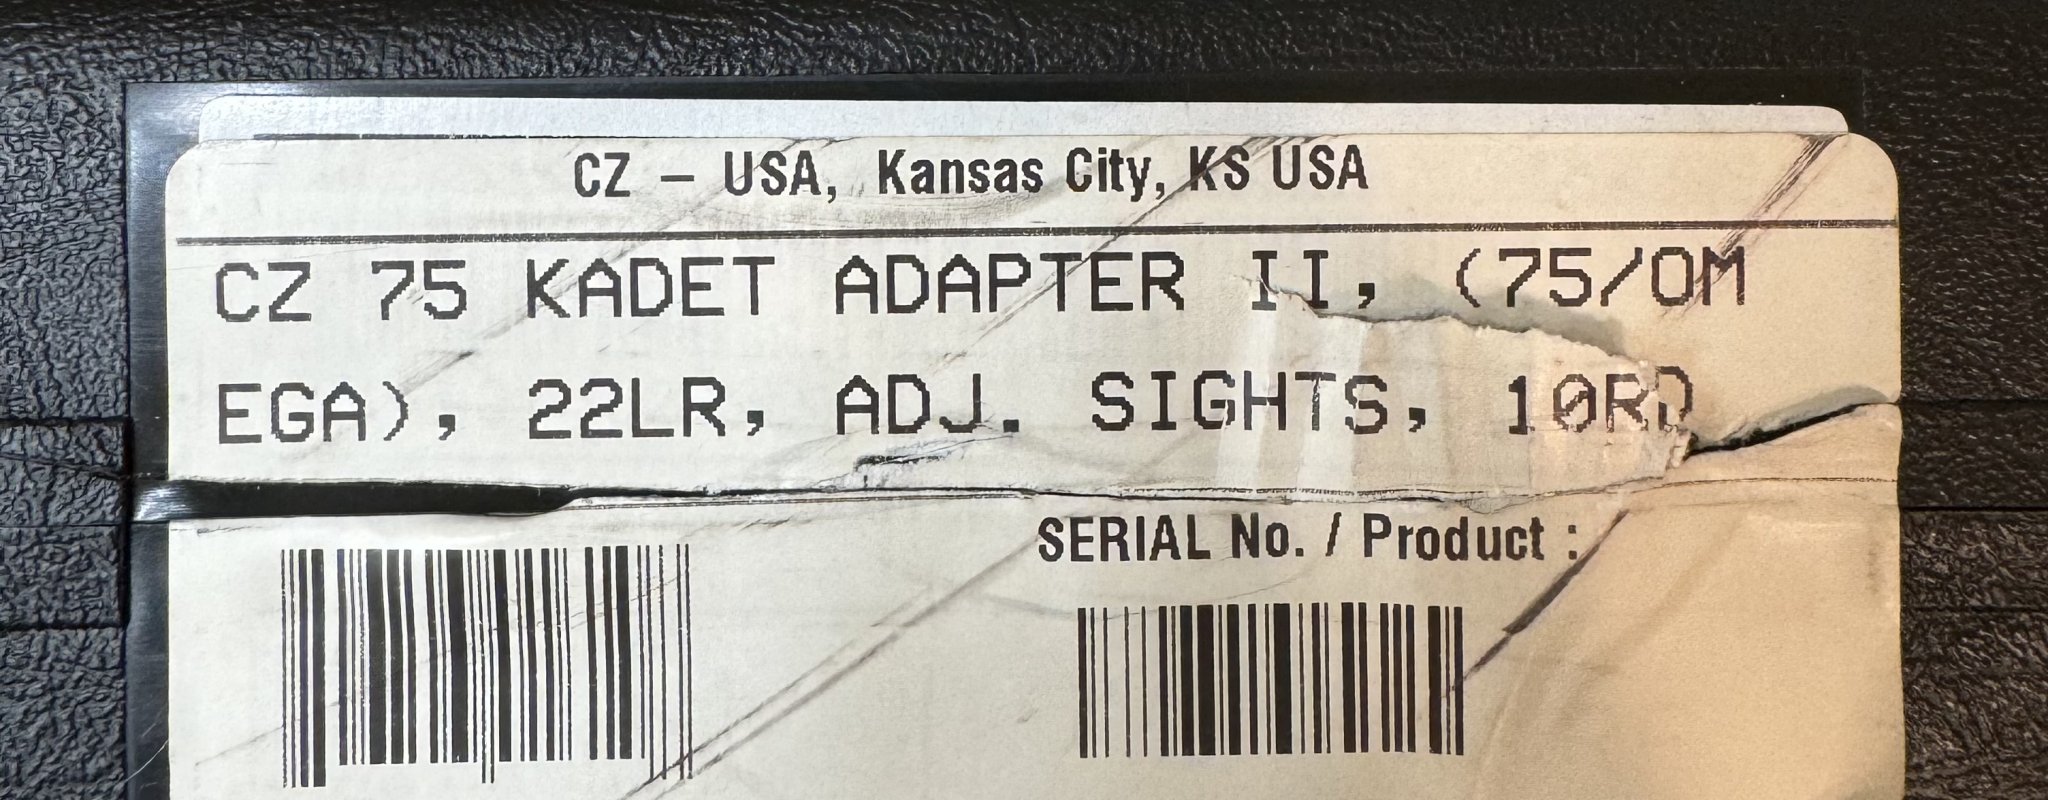 CZ – USA, Kansas City, KS USA
CZ 75 KADET ADAPTER II, (75/OM
EGA), 22LR, ADJ. SIGHTS, 10RD
SERIAL No. / Product :